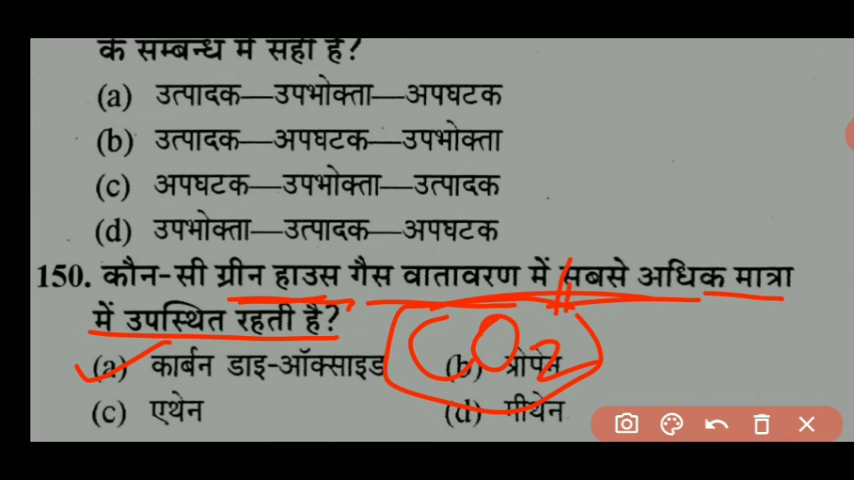 के सम्बन्ध में सही है?
(a) उत्पादक—उपभोक्ता—अपघटक
(b) उत्पादक—अपघटक—उपभोक्ता
(c) अपघटक—उपभोक्ता—उत्पादक
(d) उपभोक्ता—उत्पादक—अपघटक
150. कौन-सी ग्रीन हाउस गैस वातावरण में सबसे अधिक मात्रा
में उपस्थित रहती है?
(a) कार्बन डाइ-ऑक्साइड (b) प्रोपेन
CO2
(c) एथेन (d) मीथेन